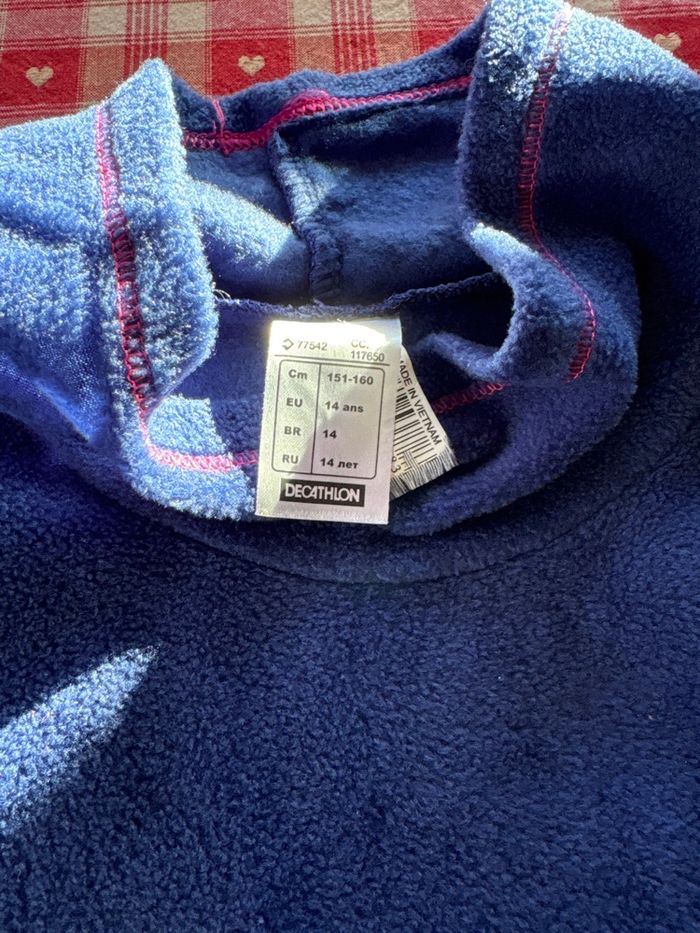 77542 CC.
117650
Cm 151-160
EU 14 ans
BR 14
RU 14 лет
DECATHLON
MADE IN VIETNAM